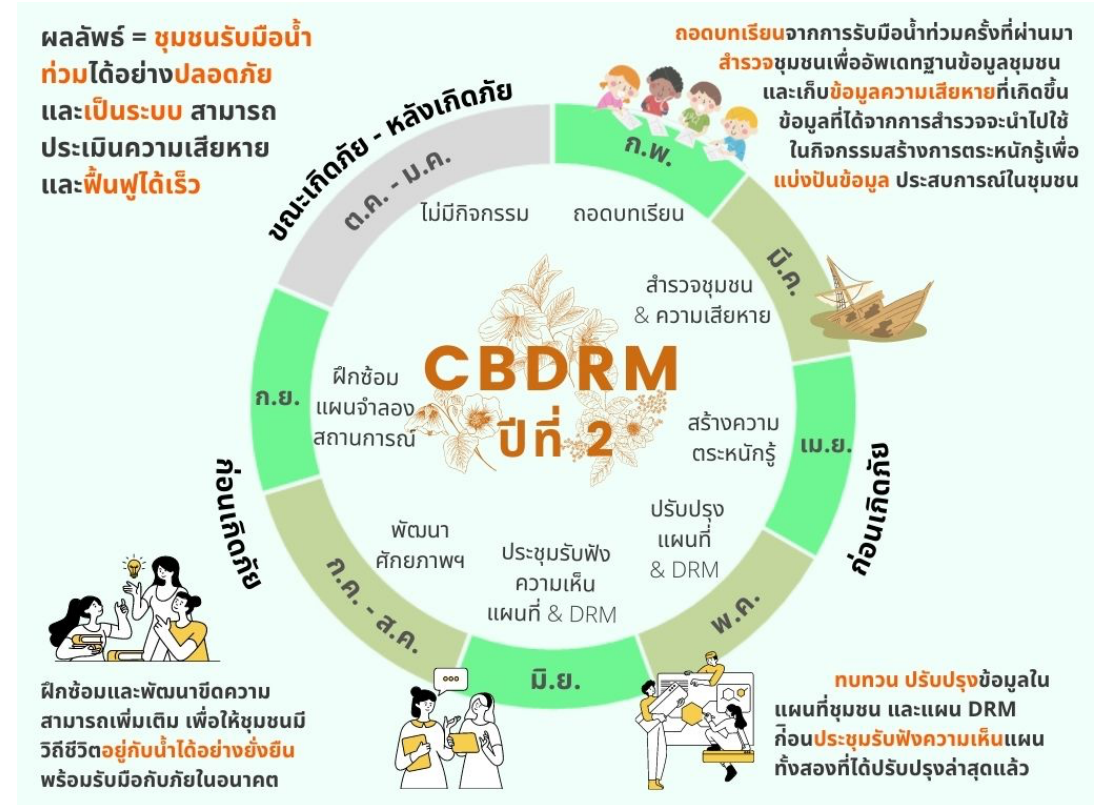 ผลลัพธ์ = ชุมชนรับมือน้ำ
ท่วมได้อย่างปลอดภัย
และเป็นระบบ สามารถ
ประเมินความเสียหาย
และฟื้นฟูได้เร็ว
ถอดบทเรียนจากการรับมือน้ำท่วมครั้งที่ผ่านมา
สำรวจชุมชนเพื่ออัพเดทฐานข้อมูลชุมชน
และเก็บข้อมูลความเสียหายที่เกิดขึ้น
ข้อมูลที่ได้จากการสำรวจจะนำไปใช้
ในกิจกรรมสร้างการตระหนักรู้เพื่อ
แบ่งปันข้อมูล ประสบการณ์ในชุมชน
ขณะเกิดภัย - หลังเกิดภัย
ต.ค. - ม.ค.
ไม่มีกิจกรรม
ก.พ.
ถอดบทเรียน
มี.ค.
สำรวจชุมชน
& ความเสียหาย
CBDRM
ปีที่ 2
เม.ย.
สร้างความ
ตระหนักรู้
ก่อนเกิดภัย
พ.ค.
ปรับปรุง
แผนที่
& DRM
มิ.ย.
ประชุมรับฟัง
ความเห็น
แผนที่ & DRM
ก.ค. - ส.ค.
พัฒนา
ศักยภาพฯ
ก.ย.
ฝึกซ้อม
แผนจำลอง
สถานการณ์
ก่อนเกิดภัย
ฝึกซ้อมและพัฒนาขีดความ
สามารถเพิ่มเติม เพื่อให้ชุมชนมี
วิถีชีวิตอยู่กับน้ำได้อย่างยั่งยืน
พร้อมรับมือกับภัยในอนาคต
ทบทวน ปรับปรุงข้อมูลใน
แผนที่ชุมชน และแผน DRM
ก่อนประชุมรับฟังความเห็นแผน
ทั้งสองที่ได้ปรับปรุงล่าสุดแล้ว